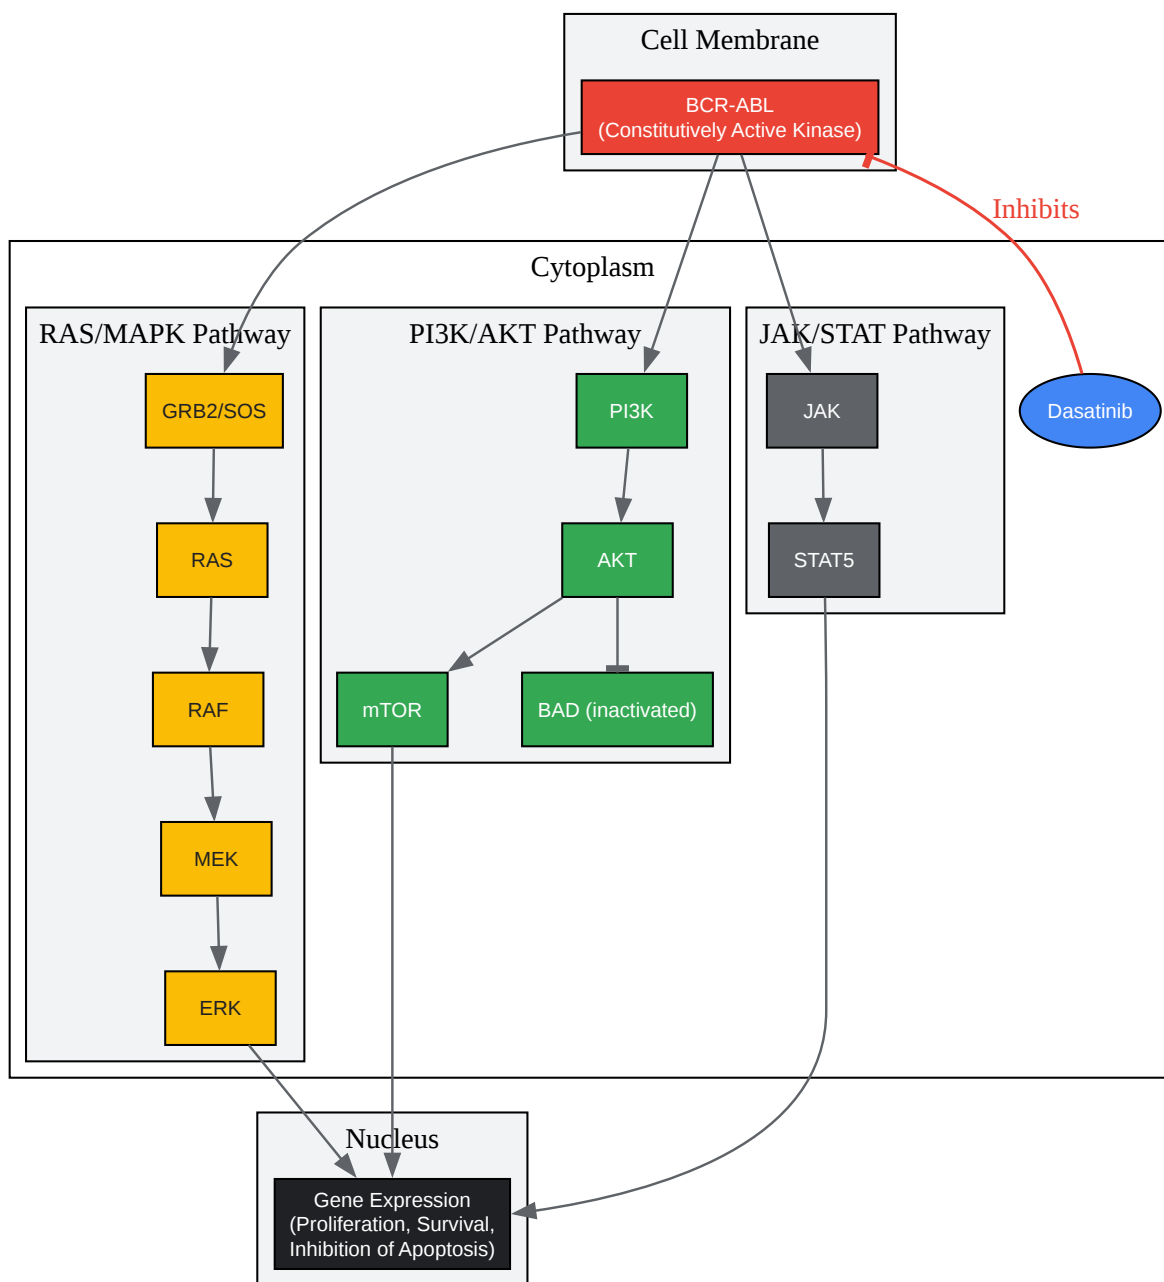 Cell Membrane
BCR-ABL
(Constitutively Active Kinase)
Inhibits
Cytoplasm
RAS/MAPK Pathway
PI3K/AKT Pathway
JAK/STAT Pathway
GRB2/SOS
PI3K
JAK
Dasatinib
RAS
AKT
STAT5
RAF
mTOR
BAD (inactivated)
MEK
ERK
Nucleus
Gene Expression
(Proliferation, Survival,
Inhibition of Apoptosis)